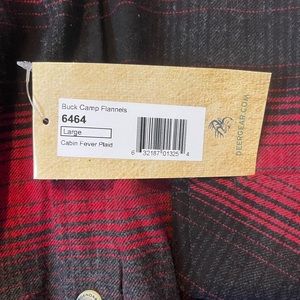 Buck Camp Flannels
6464
Large
Cabin Fever Plaid
6 32187 01325 4
DEERGEAR.COM